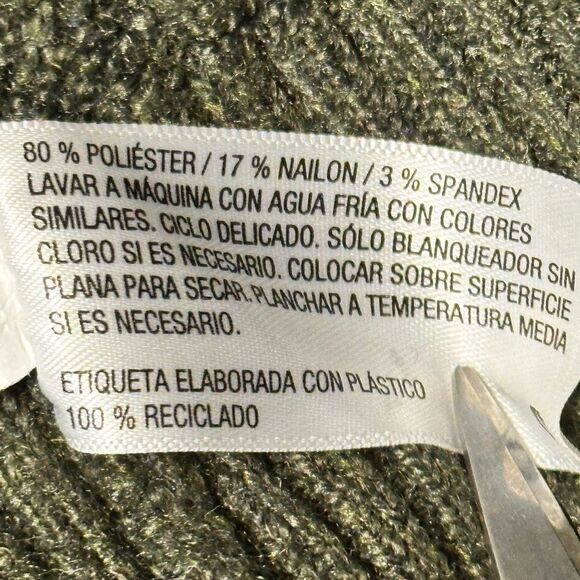 80 % POLIÉSTER / 17 % NAILON / 3 % SPANDEX
LAVAR A MÁQUINA CON AGUA FRÍA CON COLORES
SIMILARES. CICLO DELICADO. SÓLO BLANQUEADOR SIN
CLORO SI ES NECESARIO. COLOCAR SOBRE SUPERFICIE
PLANA PARA SECAR. PLANCHAR A TEMPERATURA MEDIA
SI ES NECESARIO.
ETIQUETA ELABORADA CON PLÁSTICO
100 % RECICLADO